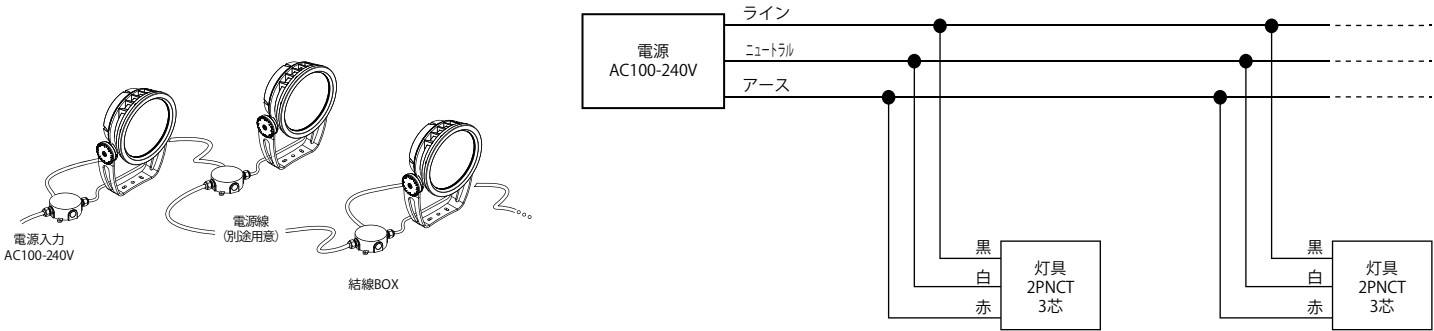 電源入力
AC100-240V
電源線
(別途用意)
結線BOX
電源
AC100-240V
ライン
ﾆｭｰﾄﾗﾙ
アース
黒
白
赤
灯具
2PNCT
3芯
黒
白
赤
灯具
2PNCT
3芯